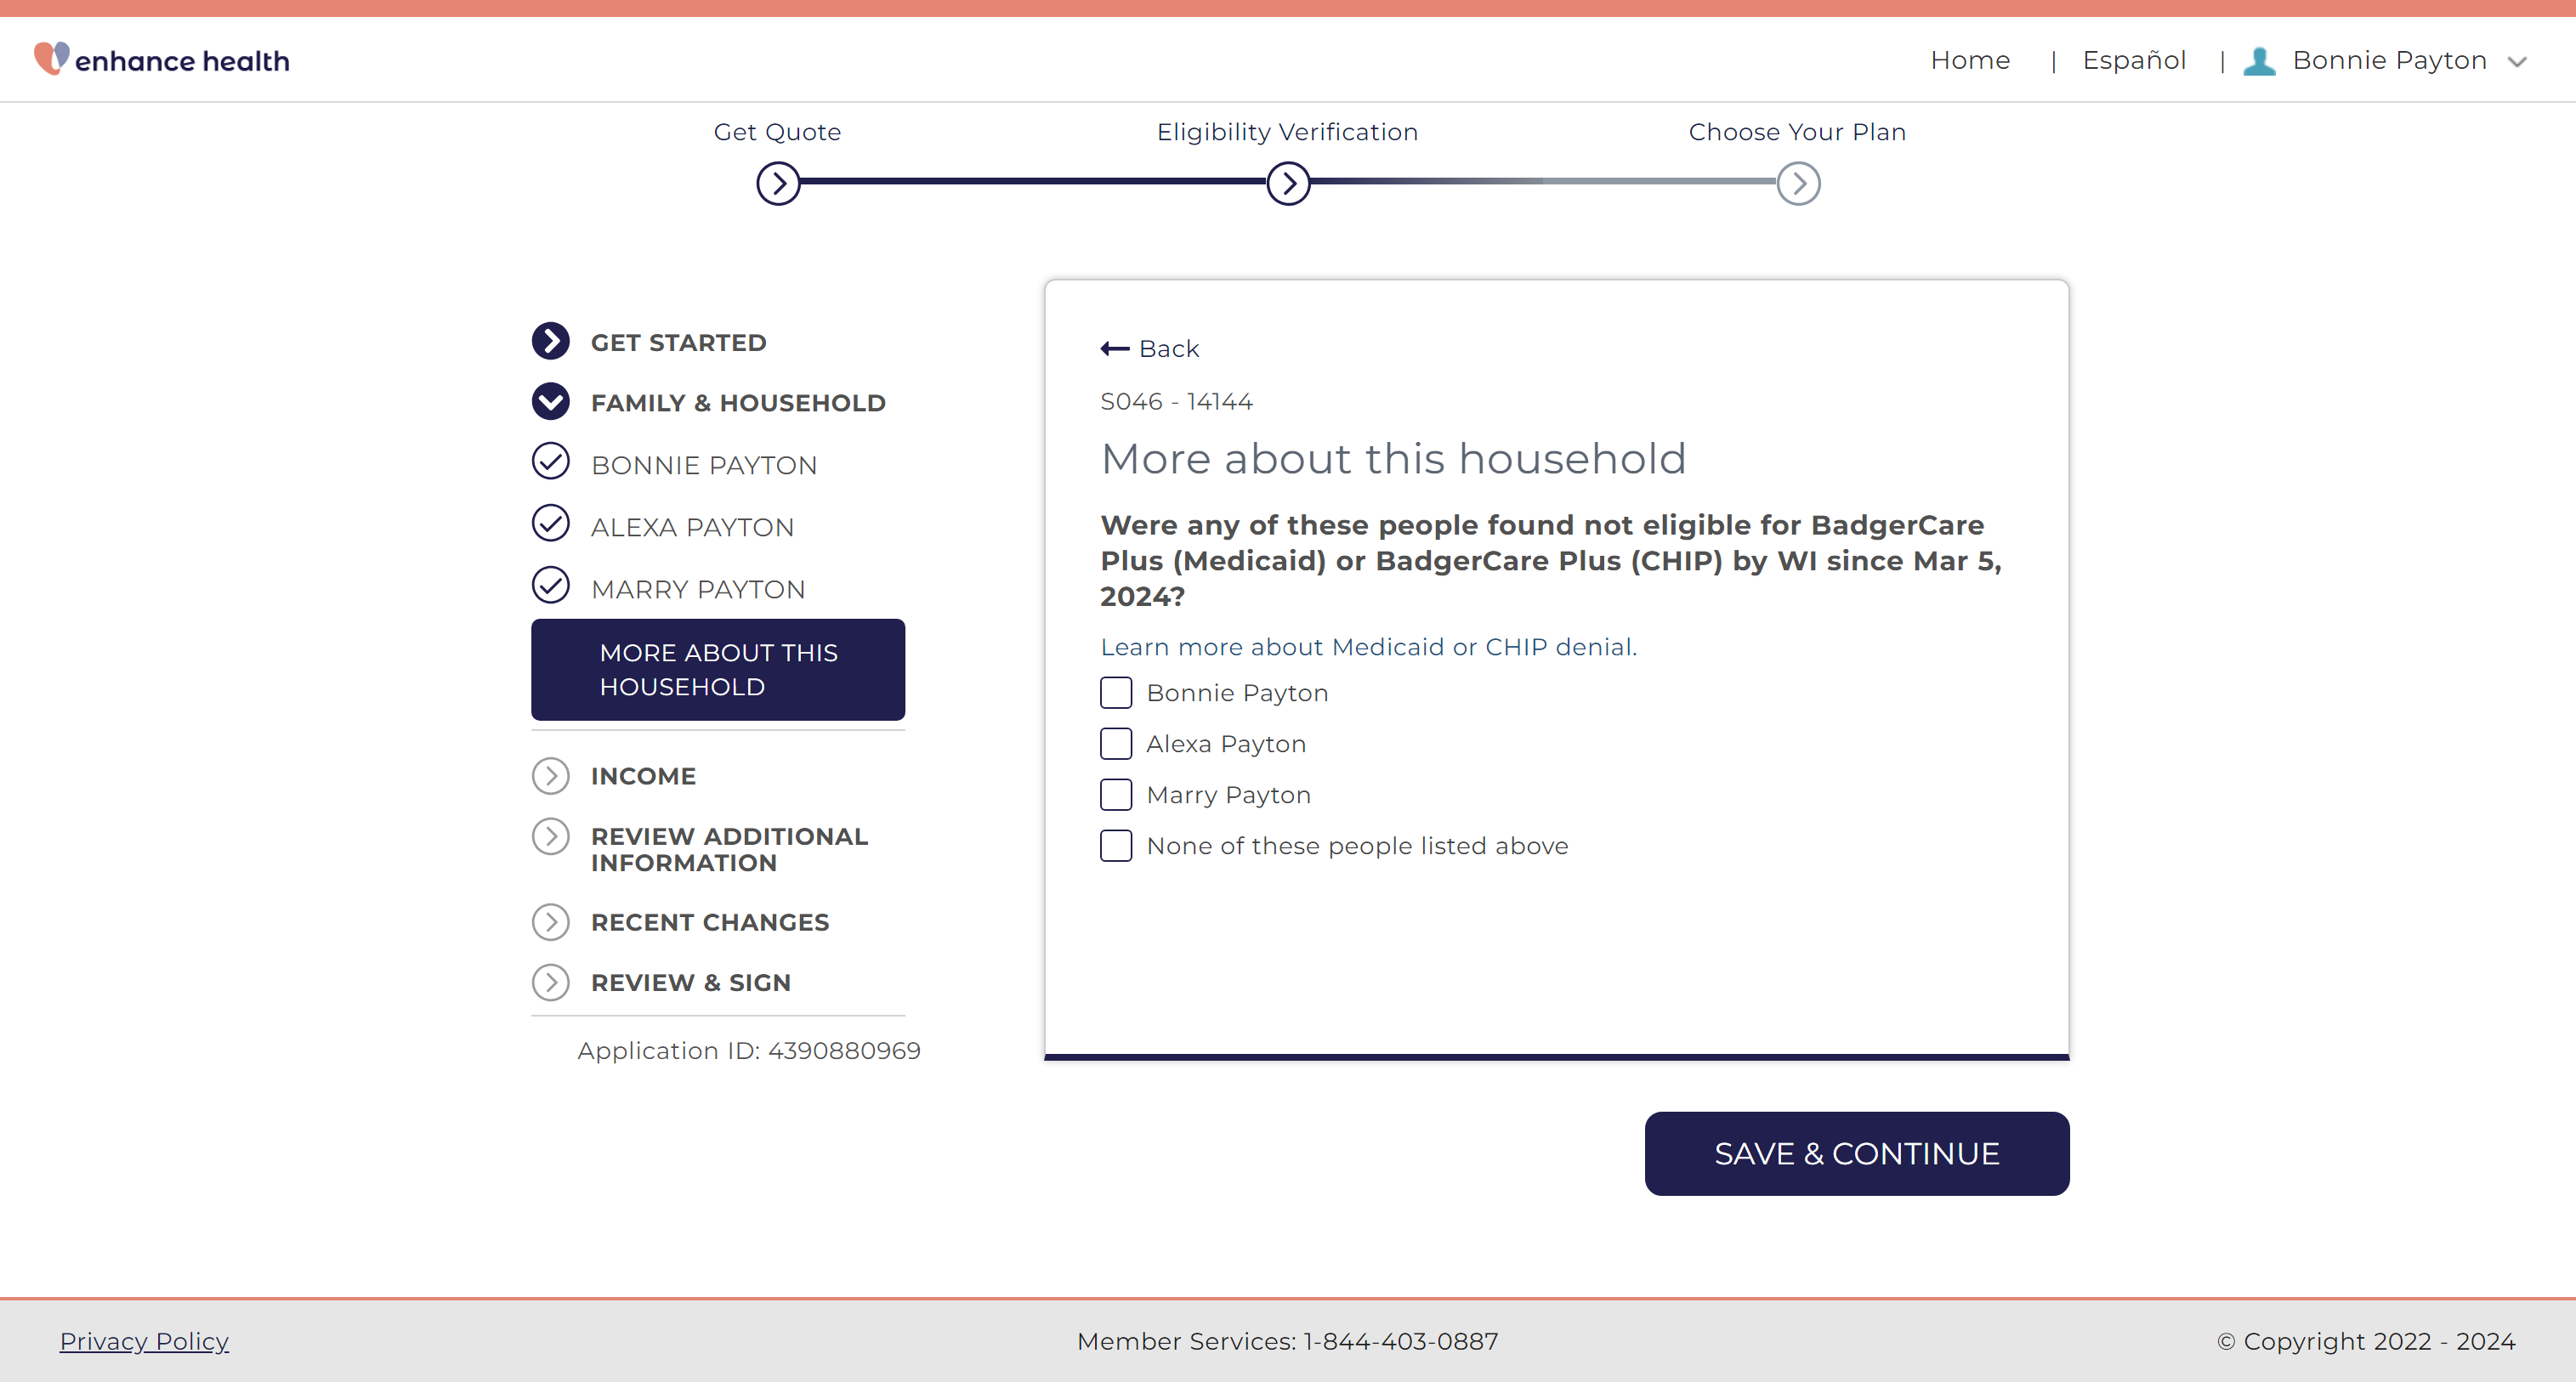 enhance health
Home | Español | Bonnie Payton
Get Quote
Eligibility Verification
Choose Your Plan
GET STARTED
FAMILY & HOUSEHOLD
BONNIE PAYTON
ALEXA PAYTON
MARRY PAYTON
MORE ABOUT THIS
HOUSEHOLD
INCOME
REVIEW ADDITIONAL
INFORMATION
RECENT CHANGES
REVIEW & SIGN
Application ID: 4390880969
Back
S046 - 14144
More about this household
Were any of these people found not eligible for BadgerCare
Plus (Medicaid) or BadgerCare Plus (CHIP) by WI since Mar 5,
2024?
Learn more about Medicaid or CHIP denial.
Bonnie Payton
Alexa Payton
Marry Payton
None of these people listed above
SAVE & CONTINUE
Privacy Policy
Member Services: 1-844-403-0887
© Copyright 2022 - 2024